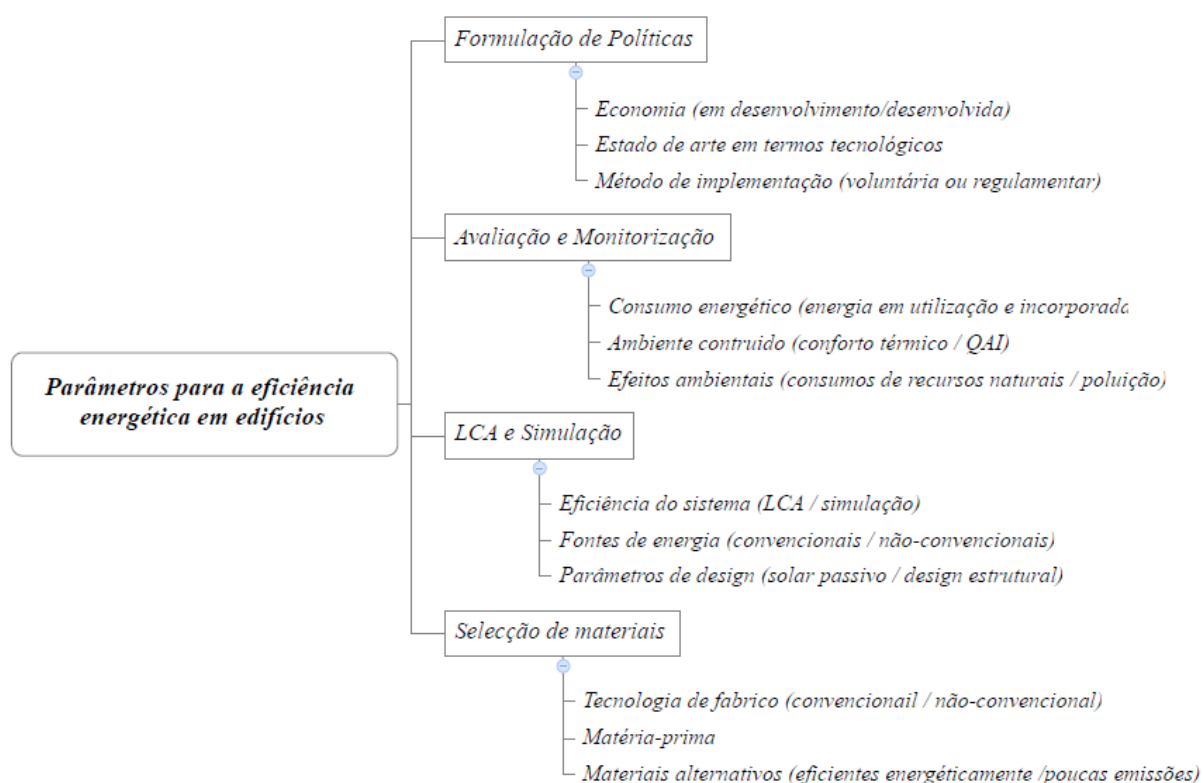 Formulação de Políticas
Economia (em desenvolvimento/desenvolvida)
Estado de arte em termos tecnológicos
Método de implementação (voluntária ou regulamentar)
Avaliação e Monitorização
Consumo energético (energia em utilização e incorporada
Ambiente contruido (conforto térmico / QAI)
Efeitos ambientais (consumos de recursos naturais / poluição)
Parâmetros para a eficiência
energética em edifícios
LCA e Simulação
Eficiência do sistema (LCA / simulação)
Fontes de energia (convencionais / não-convencionais)
Parâmetros de design (solar passivo / design estrutural)
Selecção de materiais
Tecnologia de fabrico (convencionail / não-convencional)
Matéria-prima
Materiais alternativos (eficientes energéticamente /poucas emissões)